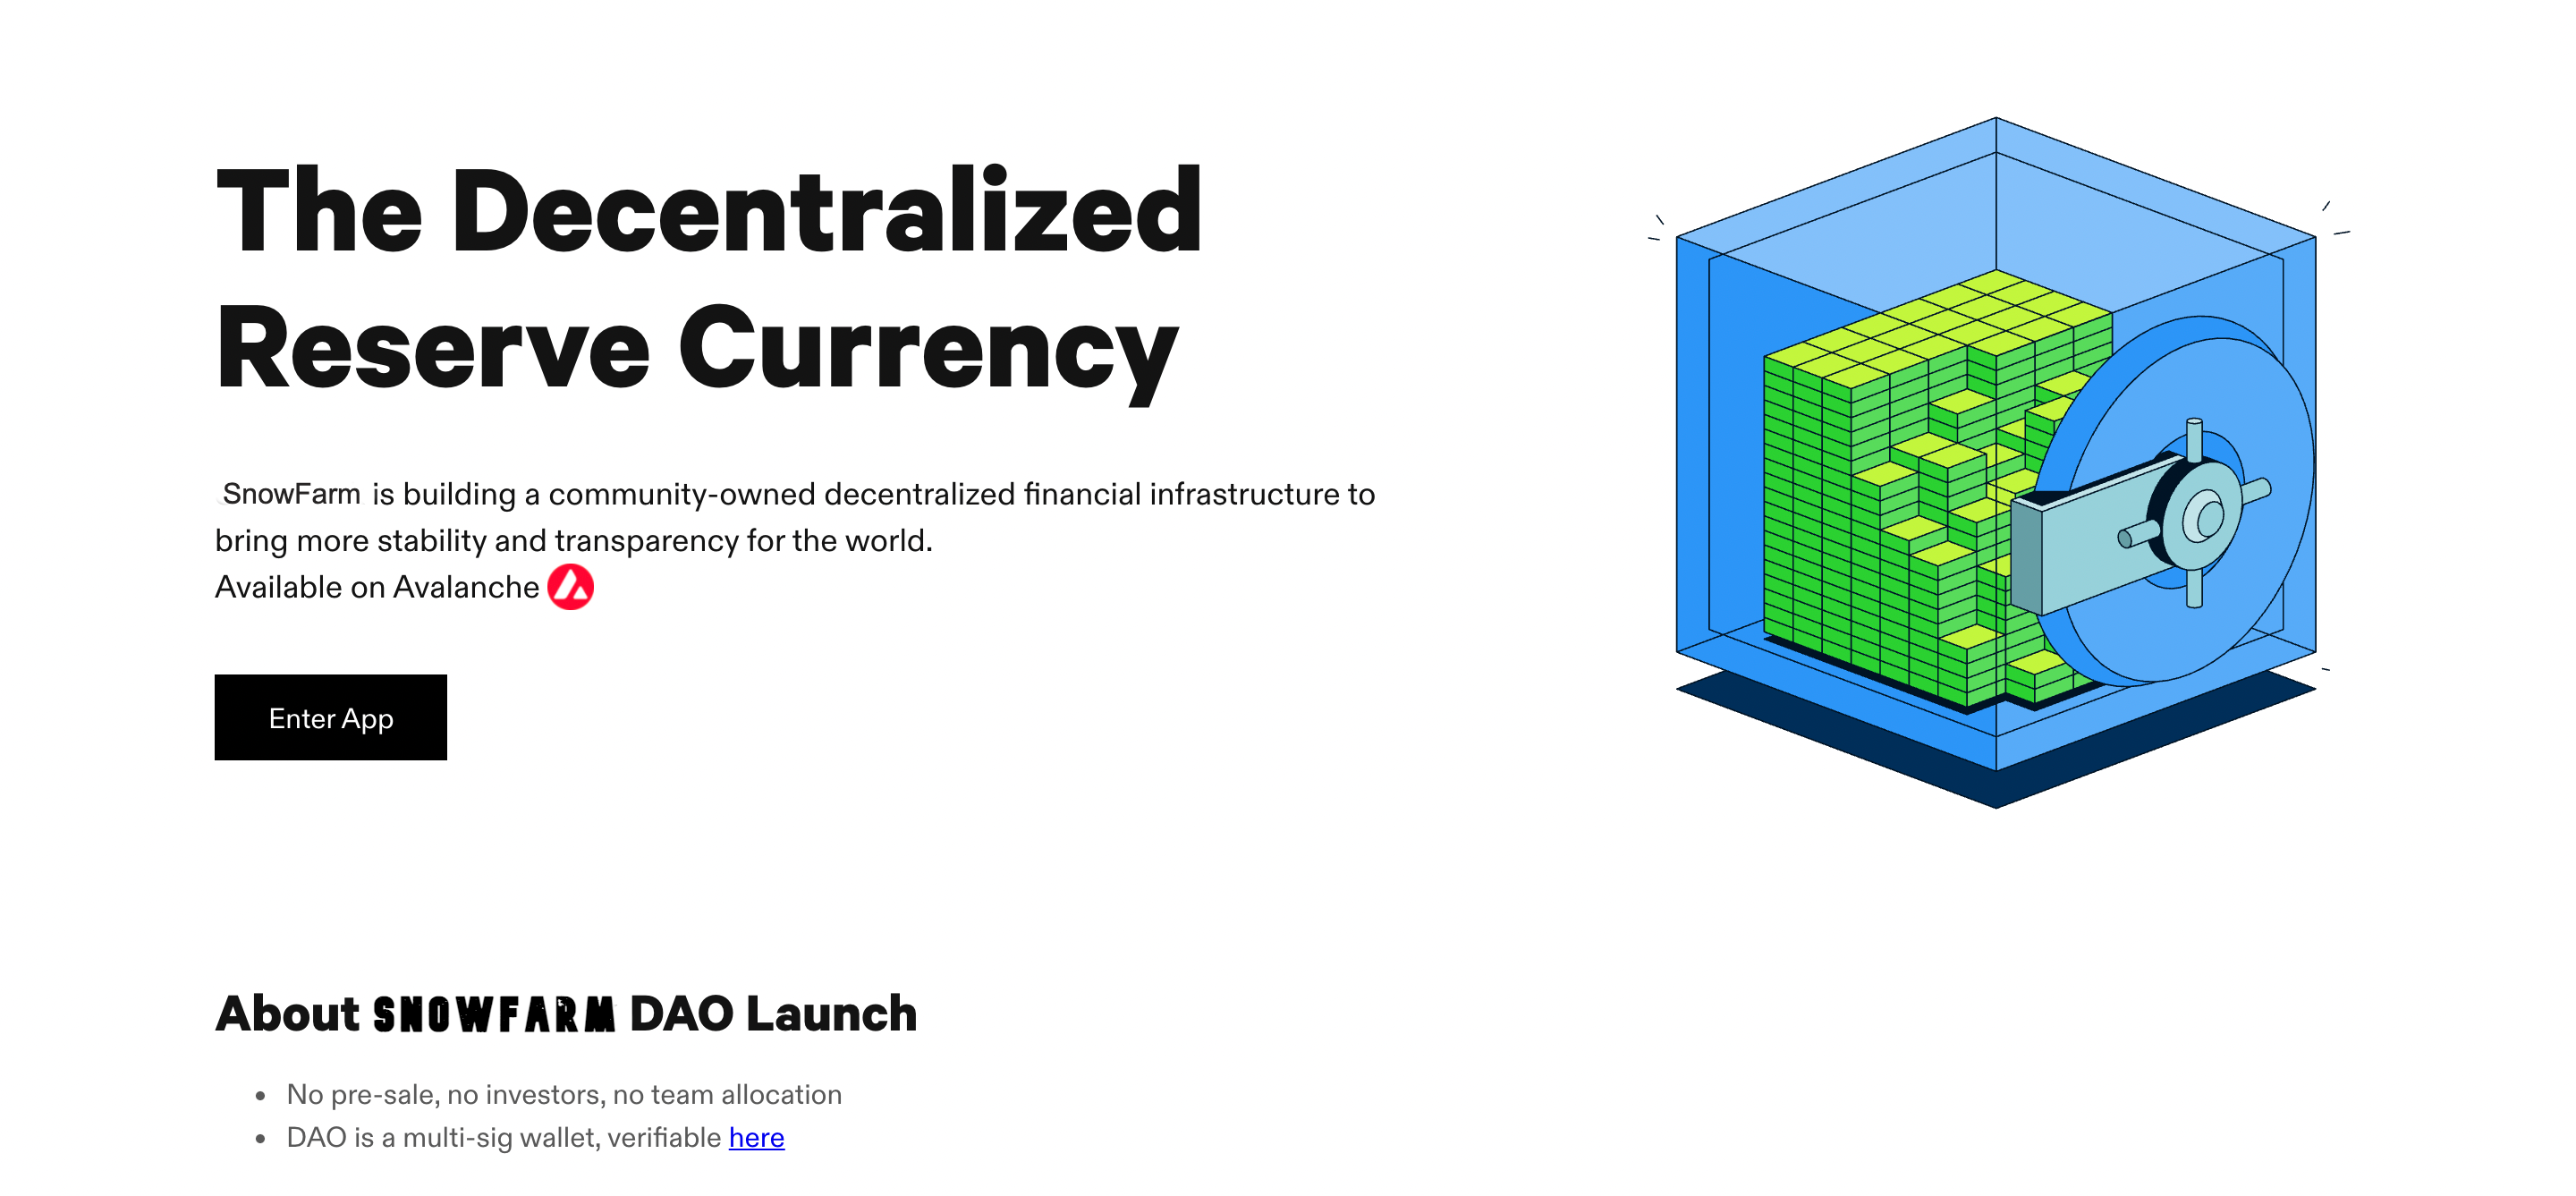 The Decentralized
Reserve Currency
SnowFarm is building a community-owned decentralized financial infrastructure to
bring more stability and transparency for the world.
Available on Avalanche
Enter App
About SNOWFARM DAO Launch
No pre-sale, no investors, no team allocation
DAO is a multi-sig wallet, verifiable here